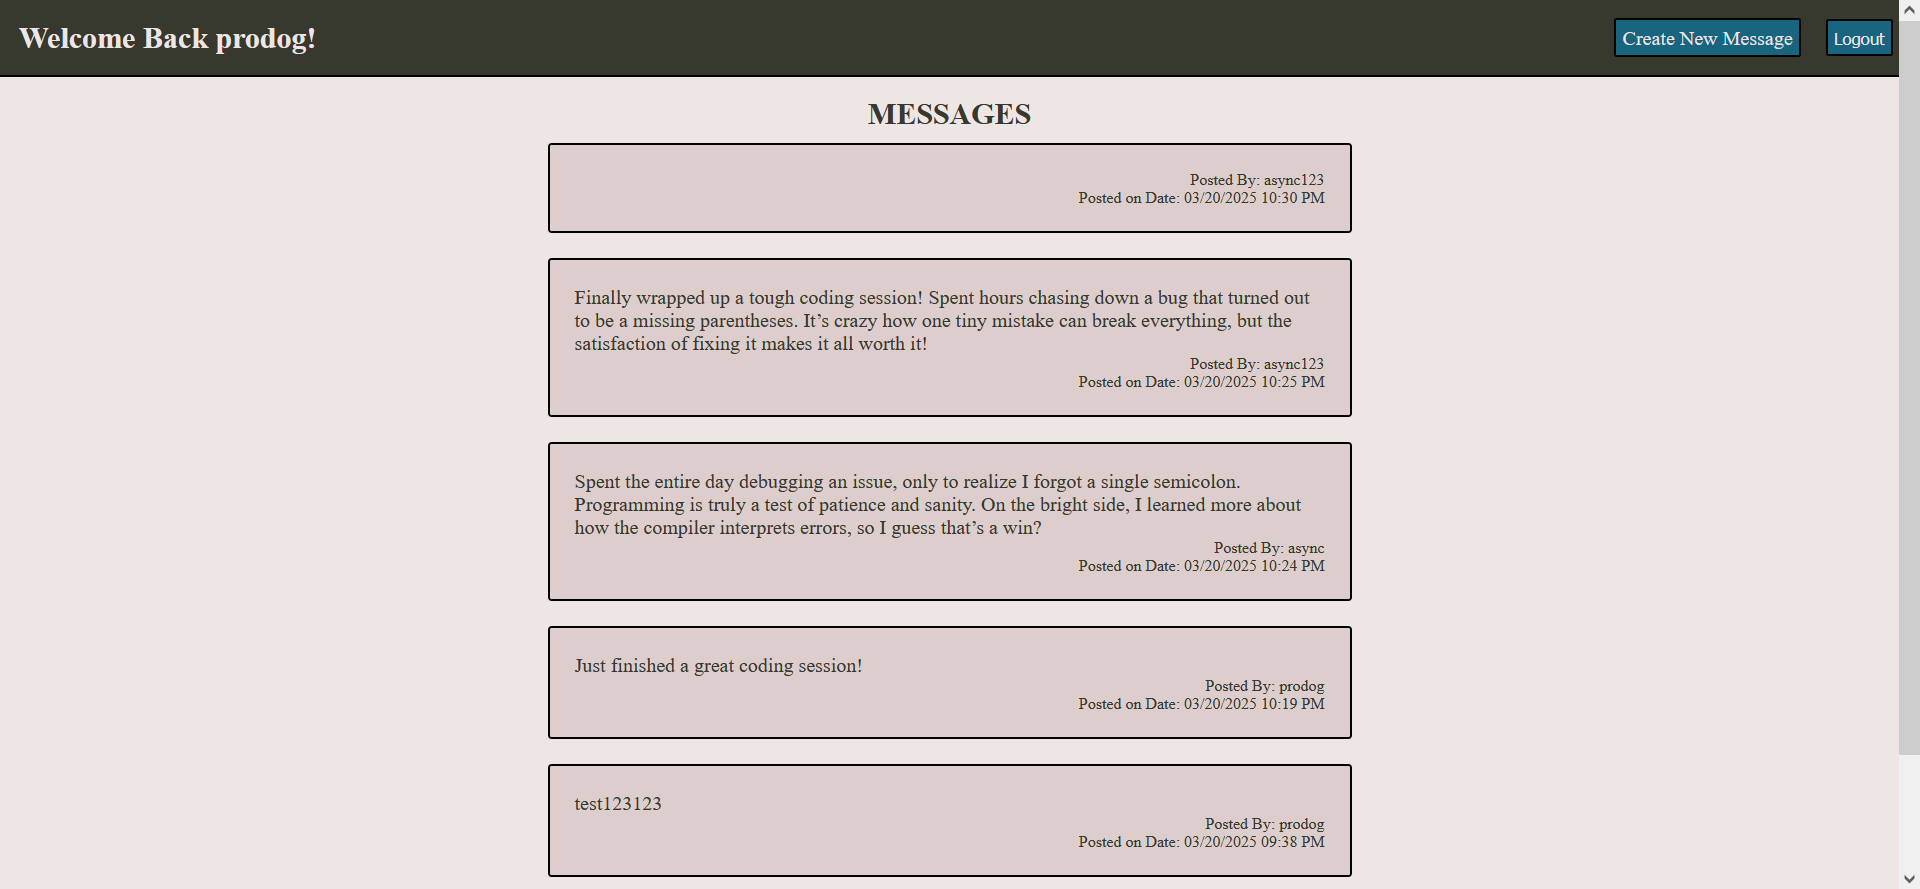 Welcome Back prodog!
Create New Message
Logout
MESSAGES
Posted By: async123
Posted on Date: 03/20/2025 10:30 PM
Finally wrapped up a tough coding session! Spent hours chasing down a bug that turned out
to be a missing parentheses. It’s crazy how one tiny mistake can break everything, but the
satisfaction of fixing it makes it all worth it!
Posted By: async123
Posted on Date: 03/20/2025 10:25 PM
Spent the entire day debugging an issue, only to realize I forgot a single semicolon.
Programming is truly a test of patience and sanity. On the bright side, I learned more about
how the compiler interprets errors, so I guess that’s a win?
Posted By: async
Posted on Date: 03/20/2025 10:24 PM
Just finished a great coding session!
Posted By: prodog
Posted on Date: 03/20/2025 10:19 PM
test123123
Posted By: prodog
Posted on Date: 03/20/2025 09:38 PM